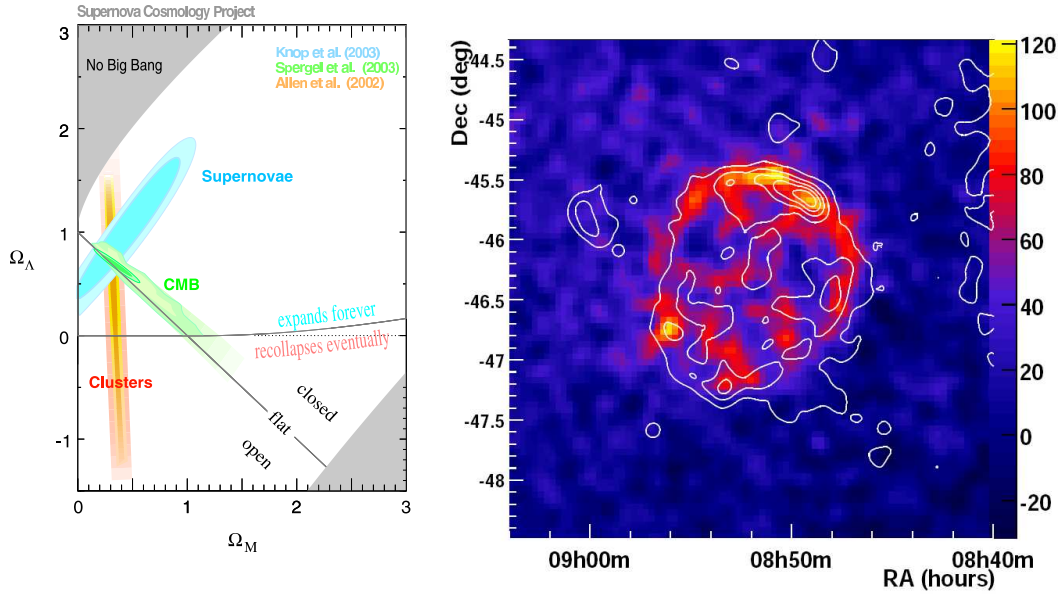 Supernova Cosmology Project
3
No Big Bang
Knop et al. (2003)
Spergel et al. (2003)
Allen et al. (2002)
2
Supernovae
1
Ω_Λ
CMB
expands forever
0
recollapses eventually
Clusters
closed
flat
-1
open
0 1 2 3
Ω_M
Dec (deg)
-44.5
-45
-45.5
-46
-46.5
-47
-47.5
-48
09h00m 08h50m 08h40m
RA (hours)
120
100
80
60
40
20
0
-20